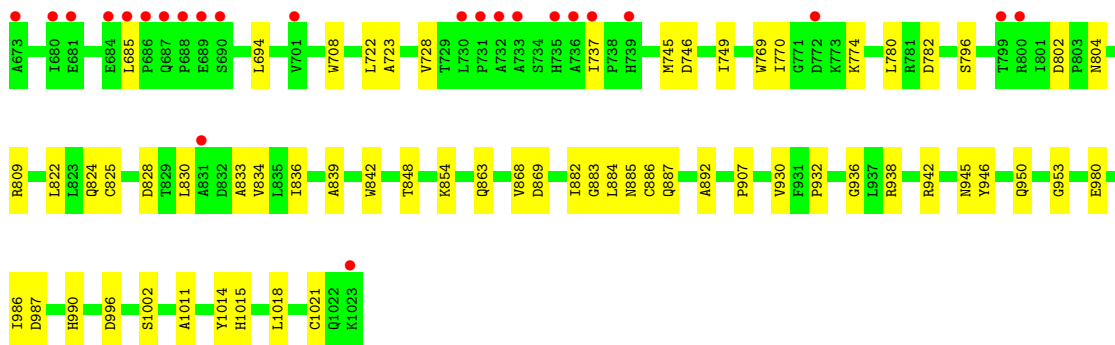 A673 I680 E681 E684 L685 P686 Q687 P688 E689 S690 L694 V701 W708 L722 A723 V728 T729 L730 P731 A732 A733 S734 H735 A736 I737 P738 H739 M745 D746 I749 W769 I770 G771 D772 K773 K774 L780 R781 D782 S796 T799 R800 I801 D802 P803 N804
R809 L822 L823 Q824 C825 D828 T829 L830 A831 D832 A833 V834 L835 I836 A839 W842 T848 K854 Q863 V868 D869 I882 G883 L884 N885 C886 Q887 A892 P907 V930 F931 P932 G936 L937 R938 R942 N945 Y946 Q950 G953 E980
I986 D987 H990 D996 S1002 A1011 Y1014 H1015 L1018 C1021 Q1022 K1023